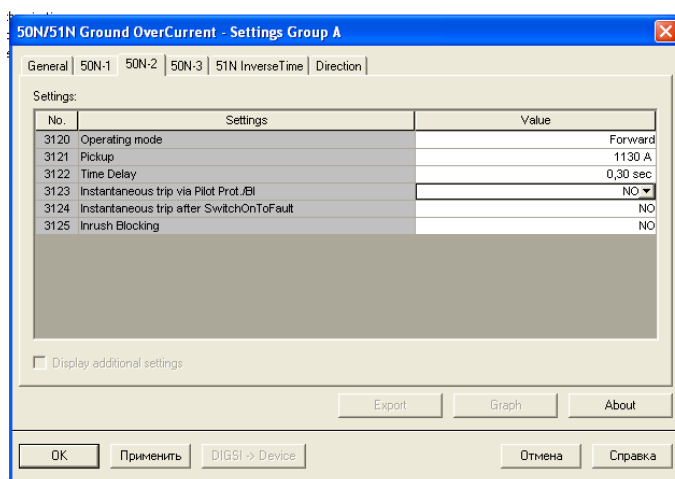 50N/51N Ground OverCurrent - Settings Group A
General 50N-1 50N-2 50N-3 51N InverseTime Direction
Settings:
No. Settings Value
3120 Operating mode Forward
3121 Pickup 1130 A
3122 Time Delay 0,30 sec
3123 Instantaneous trip via Pilot Prot./BI NO
3124 Instantaneous trip after SwitchOnToFault NO
3125 Inrush Blocking NO
Display additional settings
Export Graph About
OK Применить DIGSI -> Device Отмена Справка